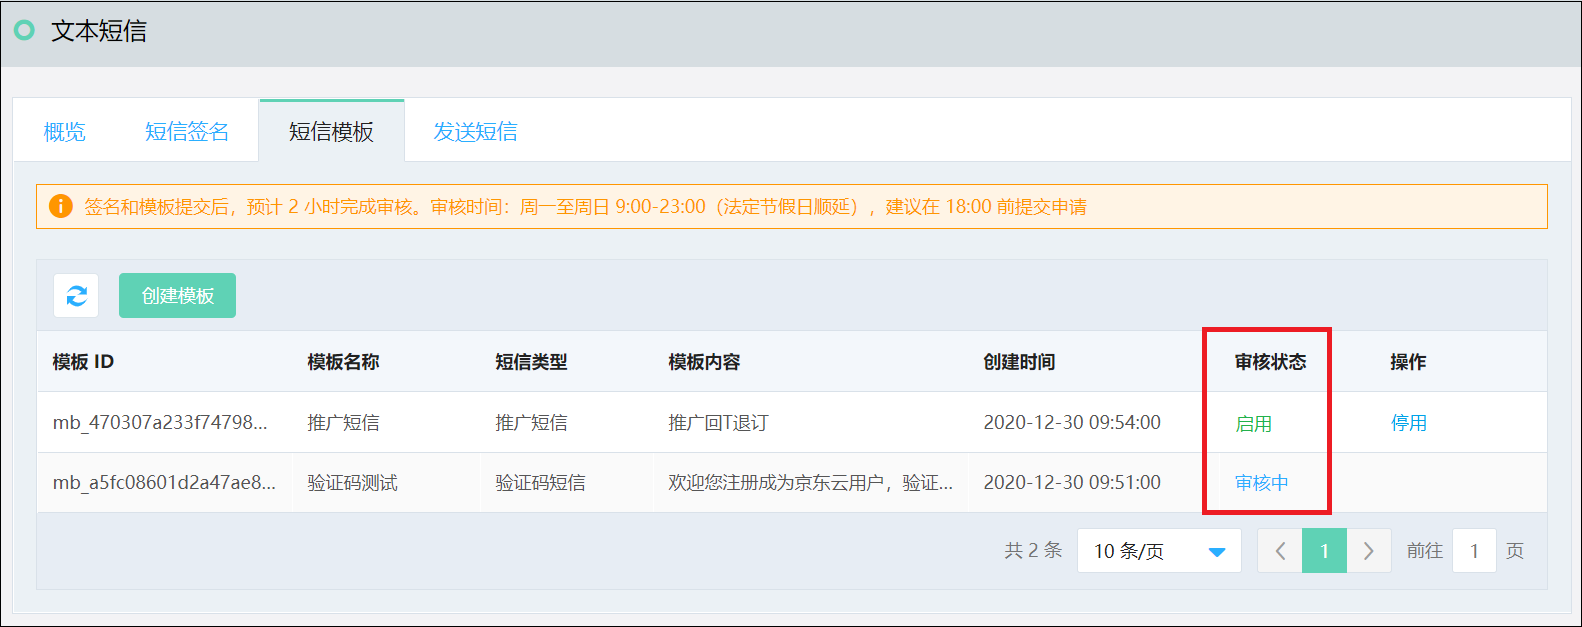 文本短信
概览 短信签名 短信模板 发送短信
签名和模板提交后，预计 2 小时完成审核。审核时间：周一至周日 9:00-23:00（法定节假日顺延），建议在 18:00 前提交申请
创建模板
模板 ID 模板名称 短信类型 模板内容 创建时间 审核状态 操作
mb_470307a233f74798... 推广短信 推广短信 推广回T退订 2020-12-30 09:54:00 启用 停用
mb_a5fc08601d2a47ae8... 验证码测试 验证码短信 欢迎您注册成为京东云用户，验证... 2020-12-30 09:51:00 审核中
共 2 条 10 条/页 1 前往 1 页